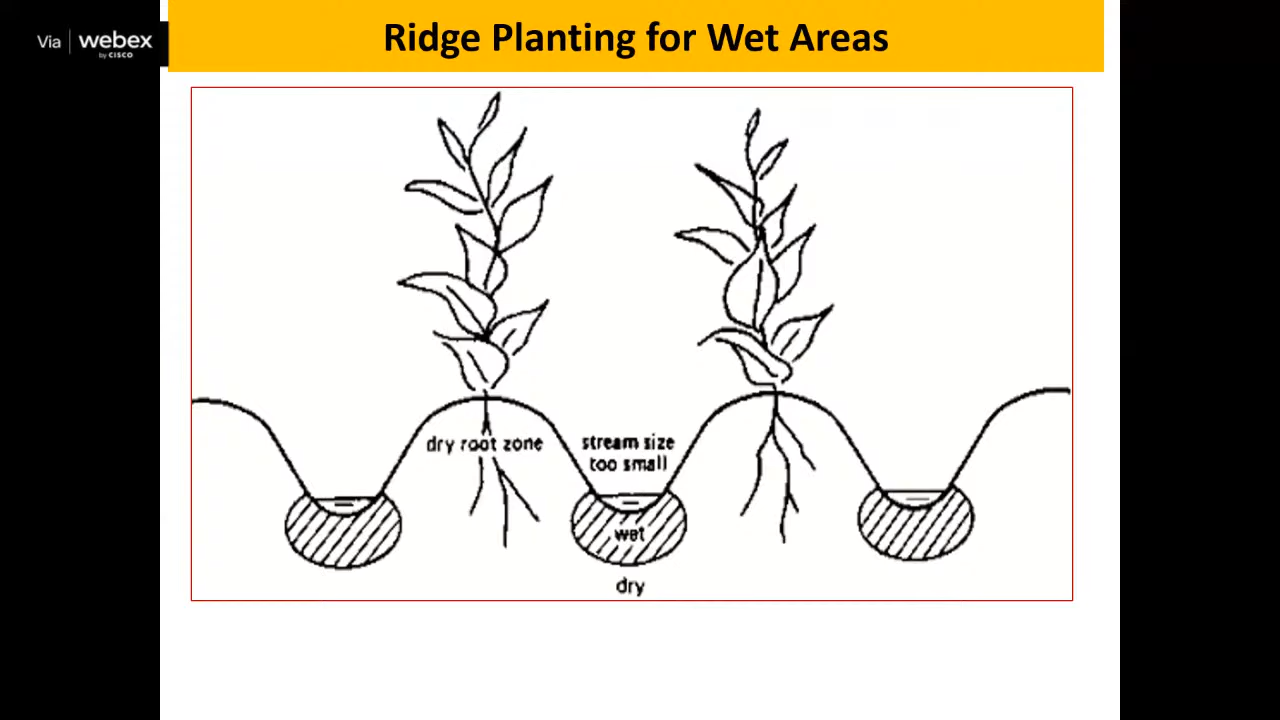 Via webex
by CISCO
Ridge Planting for Wet Areas
dry root zone
stream size
too small
wet
dry